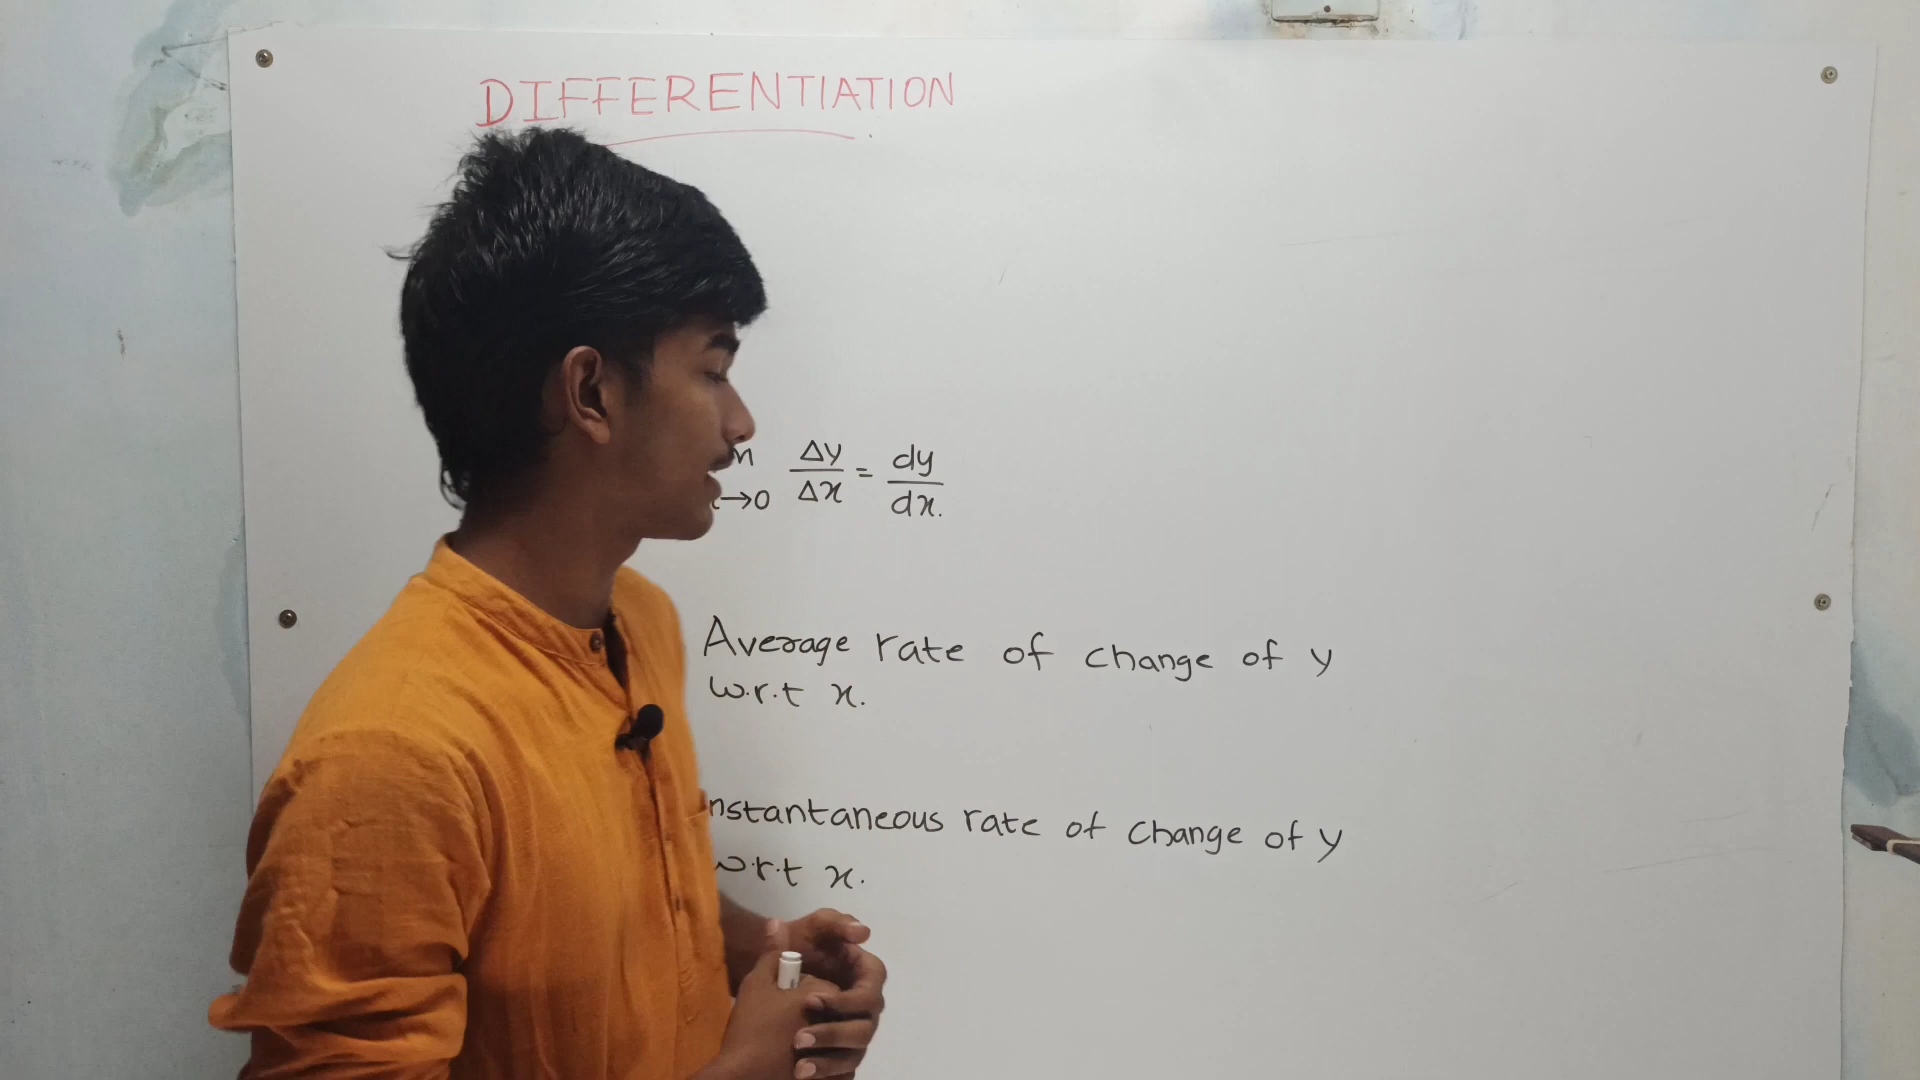 DIFFERENTIATION
Δy dy
→0 Δx = dx.
Average rate of change of y
w.r.t x.
nstantaneous rate of change of y
w.r.t x.